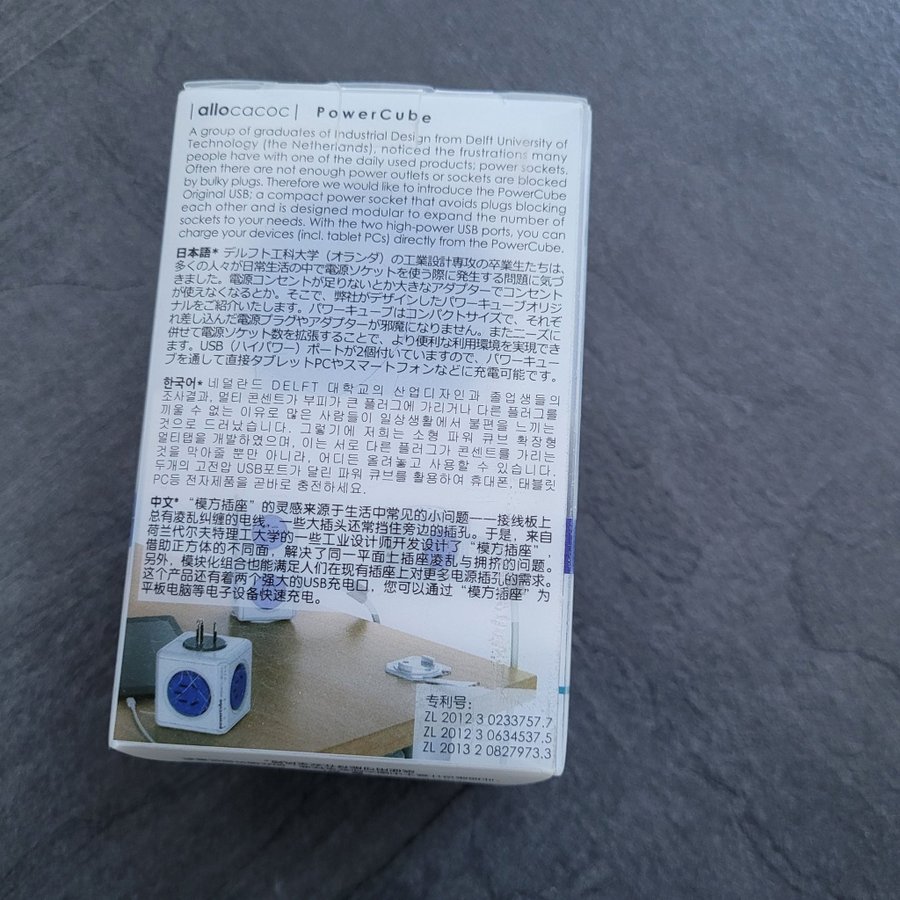 |allocacoc| PowerCube
A group of graduates of Industrial Design from Delft University of
Technology (the Netherlands), noticed the frustrations many
people have with one of the daily used products; power sockets.
Often there are not enough power outlets or sockets are blocked
by bulky plugs. Therefore we would like to introduce the PowerCube
Original USB; a compact power socket that avoids plugs blocking
each other and is designed modular to expand the number of
sockets to your needs. With the two high-power USB ports, you can
charge your devices (incl. tablet PCs) directly from the PowerCube.
日本語* デルフト工科大学（オランダ）の工業設計専攻の卒業生たちは、
多くの人々が日常生活の中で電源ソケットを使う際に発生する問題に気づ
きました。電源コンセントが足りないとか大きなアダプターでコンセント
が使えなくなるとか。そこで、弊社がデザインしたパワーキューブオリジ
ナルをご紹介いたします。パワーキューブはコンパクトサイズで、それぞ
れ差し込んだ電源プラグやアダプターが邪魔になりません。またニーズに
併せて電源ソケット数を拡張することで、より便利な利用環境を実現でき
ます。USB（ハイパワー）ポートが2個付いていますので、パワーキュー
ブを通して直接タブレットPCやスマートフォンなどに充電可能です。
한국어* 네덜란드 DELFT 대학교의 산업디자인과 졸업생들의
조사결과, 멀티 콘센트가 부피가 큰 플러그에 가리거나 다른 플러그를
끼울 수 없는 이유로 많은 사람들이 일상생활에서 불편을 느끼는
것으로 드러났습니다. 그렇기에 저희는 소형 파워 큐브 확장형
멀티탭을 개발하였으며, 이는 서로 다른 플러그가 콘센트를 가리는
것을 막아줄 뿐만 아니라, 어디든 올려놓고 사용할 수 있습니다.
두개의 고전압 USB포트가 달린 파워 큐브를 활용하여 휴대폰, 태블릿
PC등 전자제품을 곧바로 충전하세요.
中文* “模方插座”的灵感来源于生活中常见的小问题——接线板上
总有凌乱纠缠的电线，一些大插头还常挡住旁边的插孔。于是，来自
荷兰代尔夫特理工大学的一些工业设计师开发设计了“模方插座”，
借助正方体的不同面，解决了同一平面上插座凌乱与拥挤的问题。
另外，模块化组合也能满足人们在现有插座上对更多电源插孔的需求。
这个产品还有着两个强大的USB充电口，您可以通过“模方插座”为
平板电脑等电子设备快速充电。
专利号：
ZL 2012 3 0233757.7
ZL 2012 3 0634537.5
ZL 2013 2 0827973.3